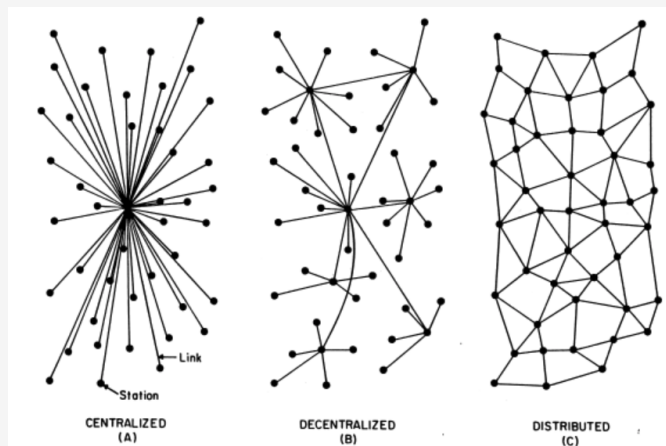 Link
Station
CENTRALIZED
(A)
DECENTRALIZED
(B)
DISTRIBUTED
(C)